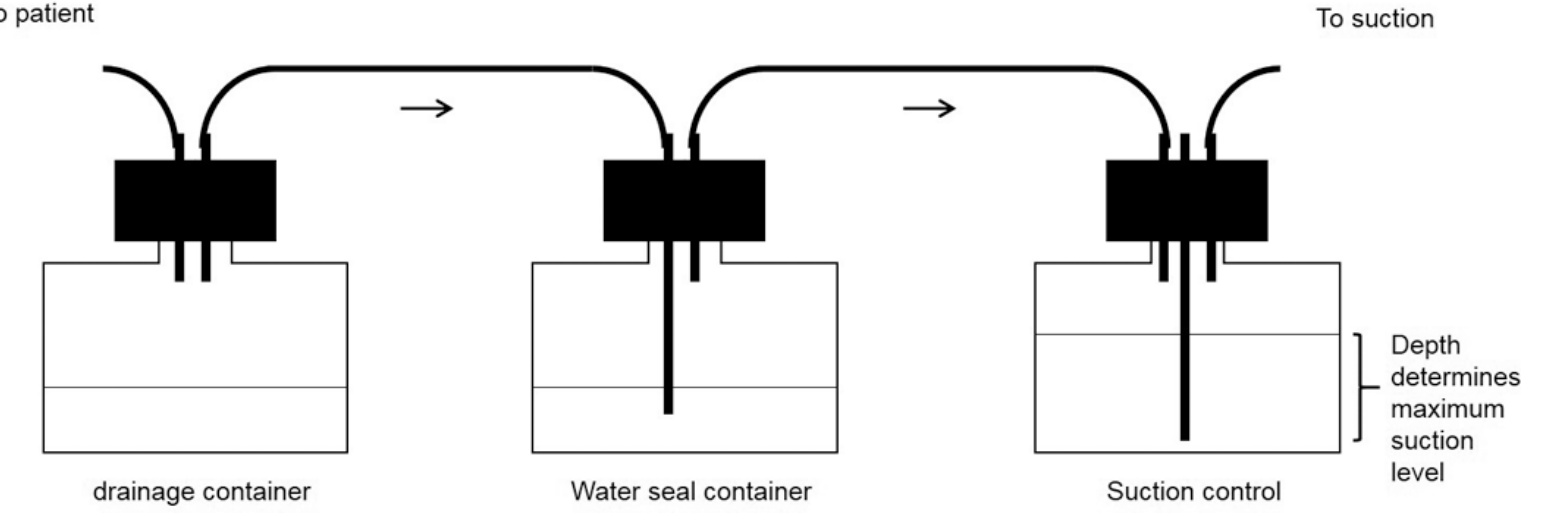 o patient
To suction
Depth
determines
maximum
suction
level
drainage container
Water seal container
Suction control